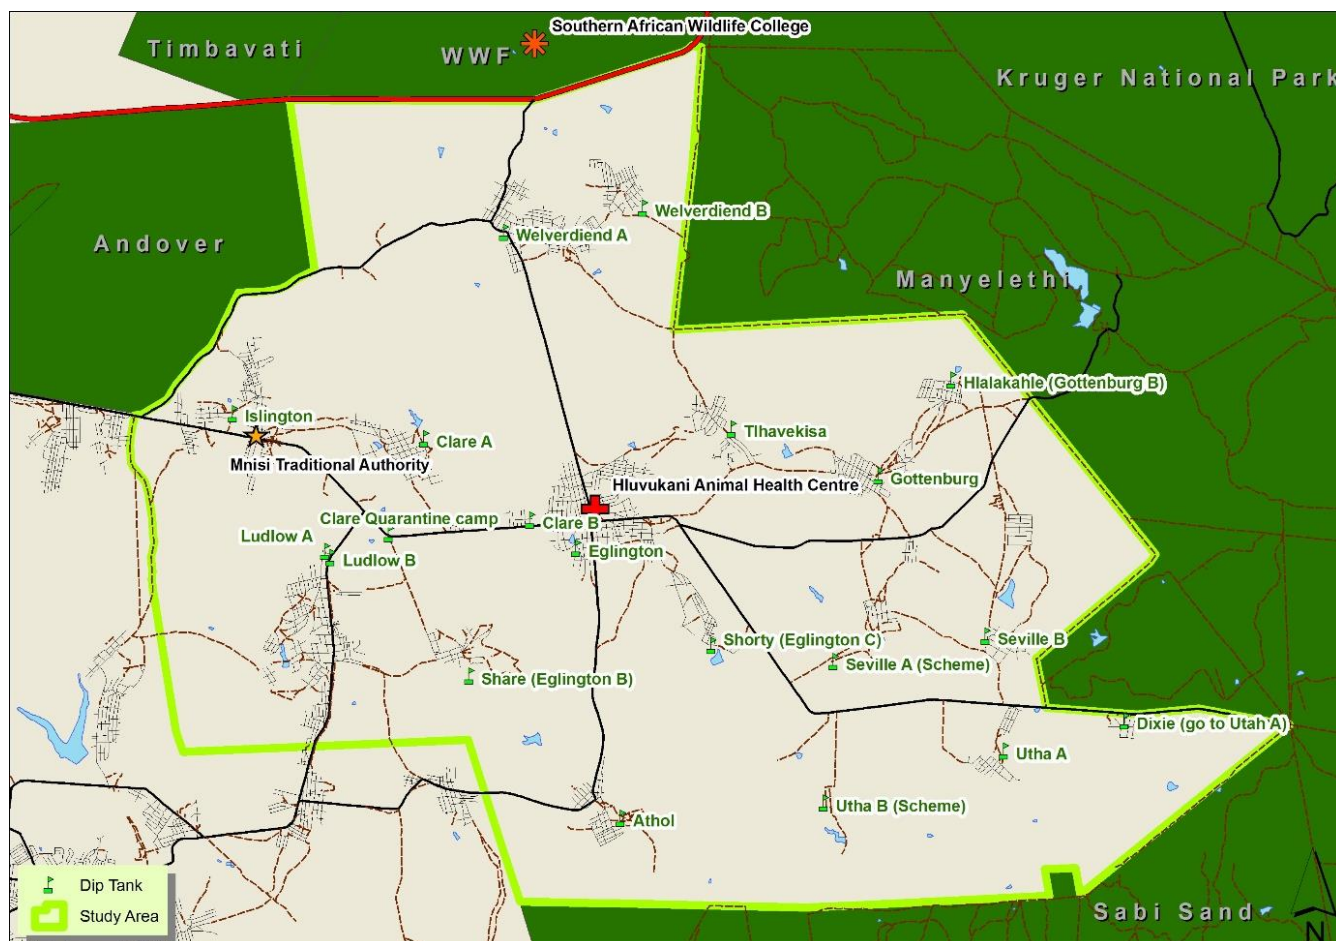 Southern African Wildlife College
Timbavati
WWF
Kruger National Park
Welverdiend B
Welverdiend A
Andover
Manyelethi
Hlalakahle (Gottenburg B)
Islington
Tlhavekisa
Clare A
Mnisi Traditional Authority
Hluvukani Animal Health Centre
Gottenburg
Clare Quarantine camp
Clare B
Ludlow A
Eglington
Ludlow B
Shorty (Eglington C)
Seville B
Seville A (Scheme)
Share (Eglington B)
Dixie (go to Utah A)
Utha A
Utha B (Scheme)
Athol
Dip Tank
Study Area
Sabi Sand
N